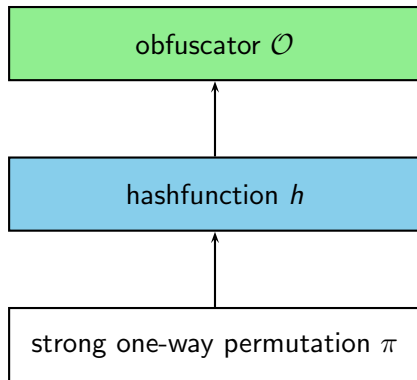 obfuscator 𝒪
hashfunction h
strong one-way permutation π